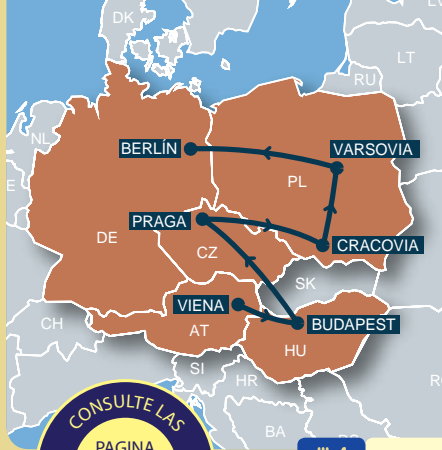 DK
LT
RU
NL
BERLÍN
VARSOVIA
PL
PRAGA
DE
CZ
CRACOVIA
SK
VIENA
BUDAPEST
CH
AT
HU
SI
HR
BA
CONSULTE LAS
PAGINA